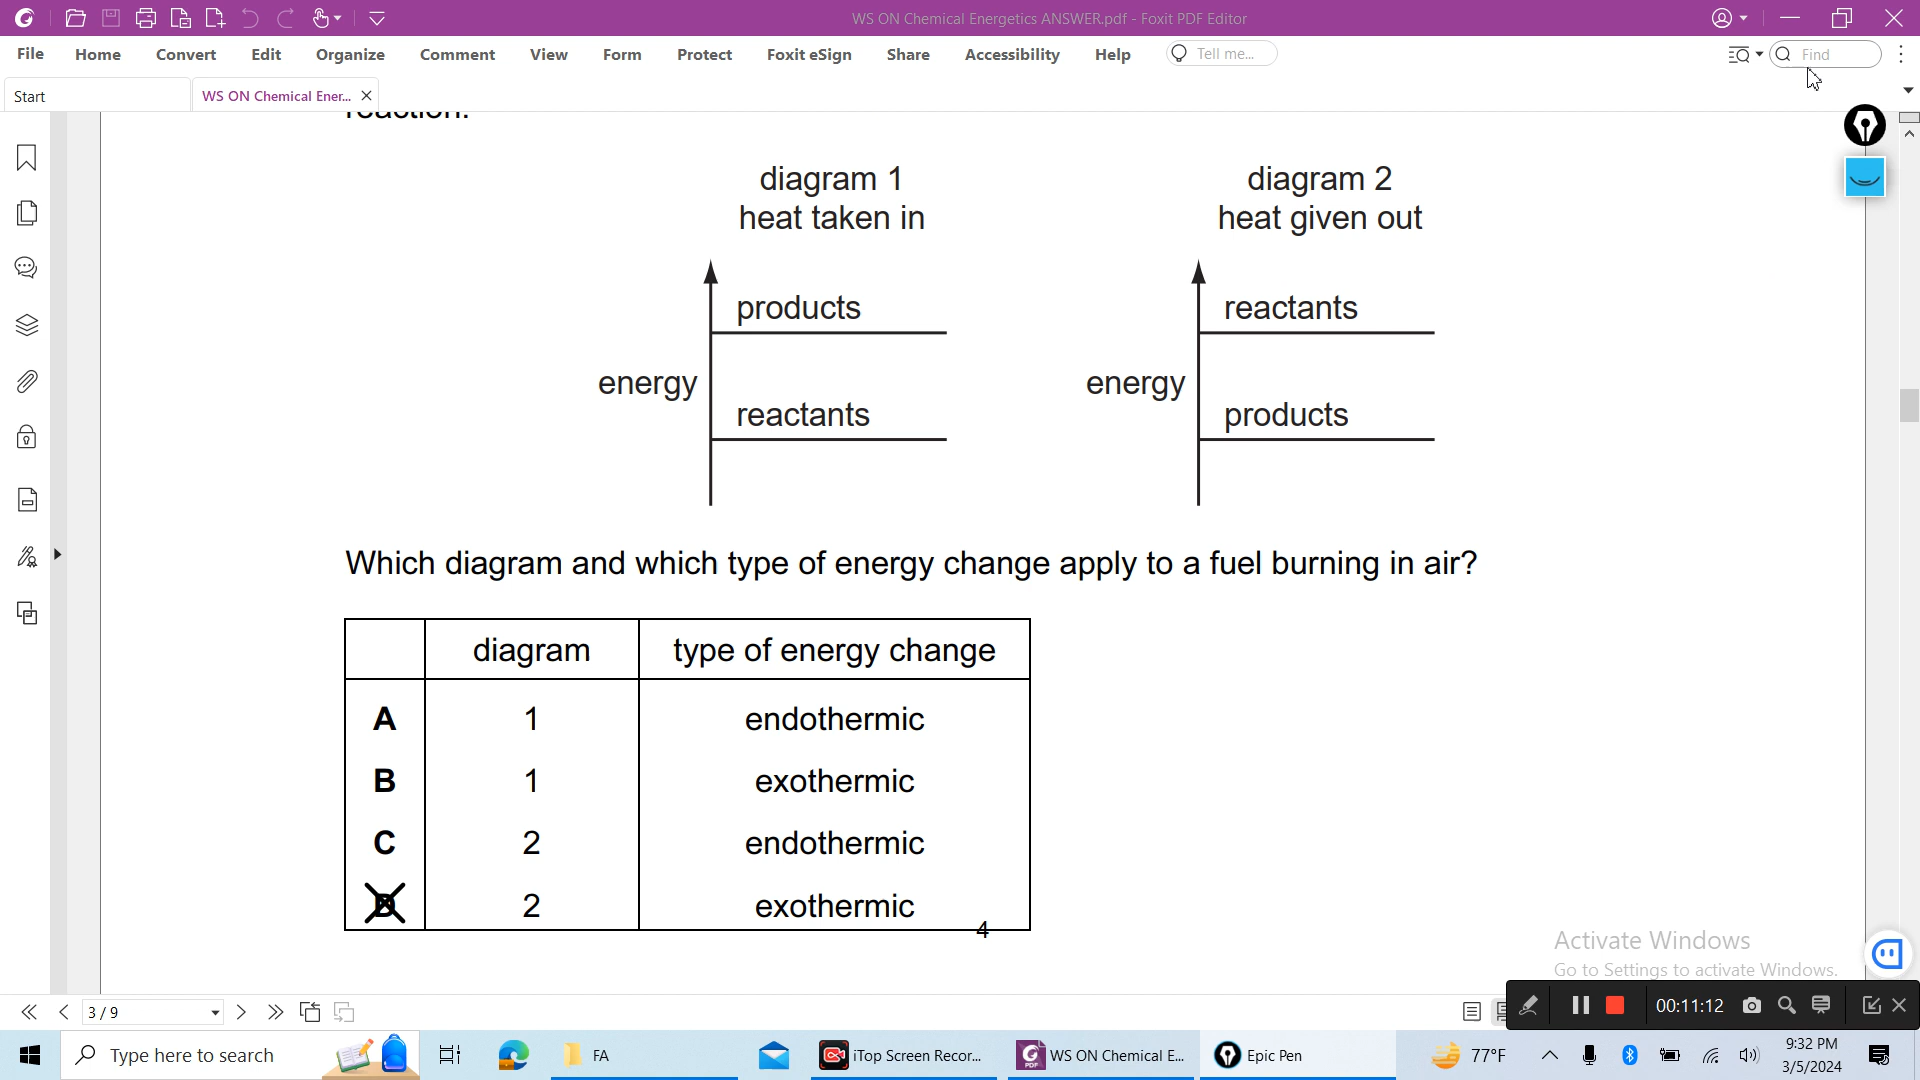 WS ON Chemical Energetics ANSWER.pdf - Foxit PDF Editor
File Home Convert Edit Organize Comment View Form Protect Foxit eSign Share Accessibility Help Tell me... Find
Start WS ON Chemical Ener...
reaction.
diagram 1 diagram 2
heat taken in heat given out
products reactants
energy energy
reactants products
Which diagram and which type of energy change apply to a fuel burning in air?
diagram type of energy change
A 1 endothermic
B 1 exothermic
C 2 endothermic
D 2 exothermic
4
Activate Windows
Go to Settings to activate Windows.
3 / 9 00:11:12
Type here to search FA iTop Screen Recor... WS ON Chemical E... Epic Pen 77°F 9:32 PM
3/5/2024